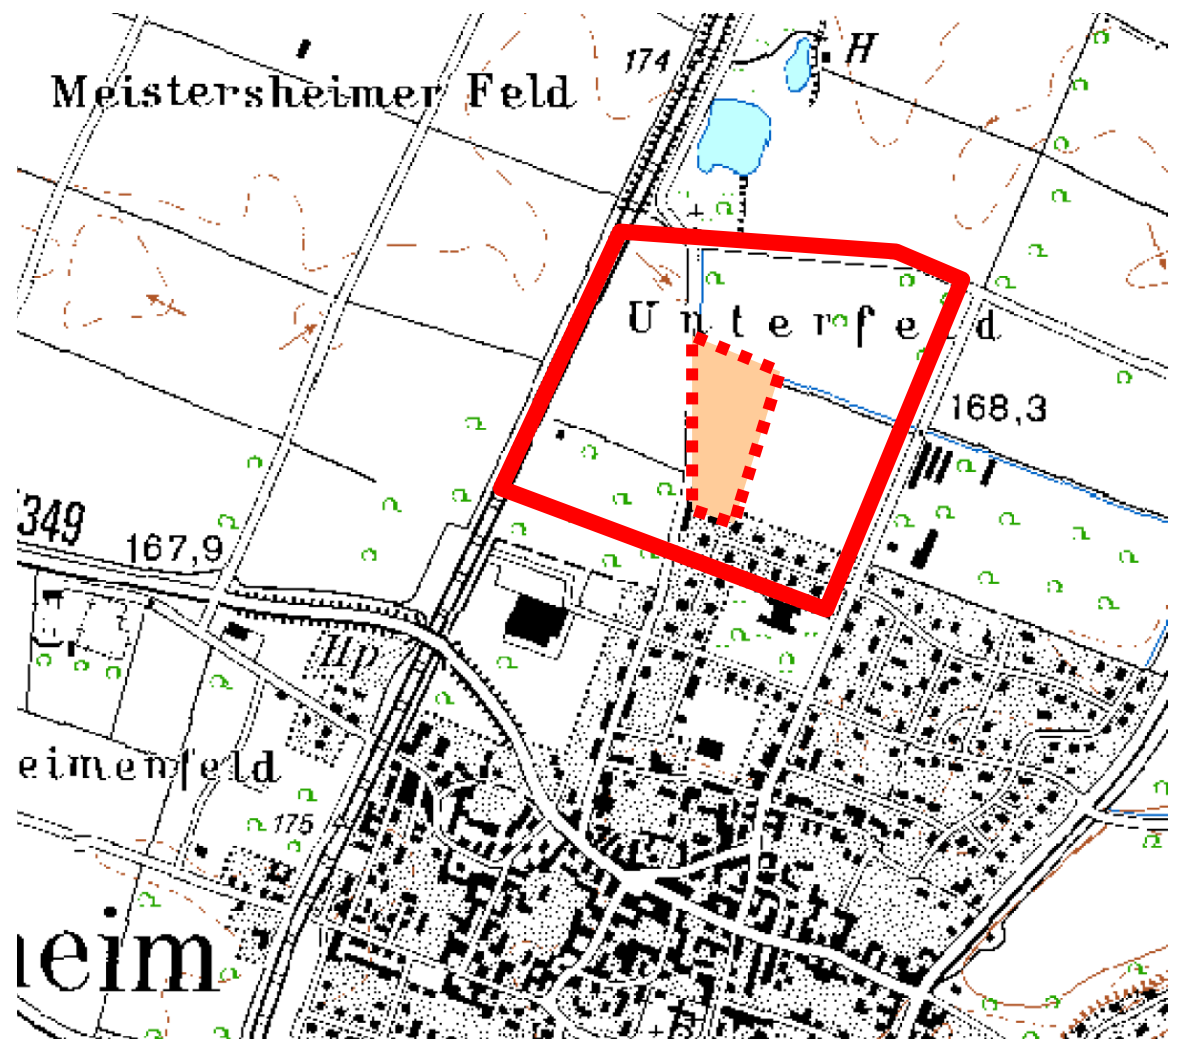 174
H
Meistersheimer Feld
Unterfeld
168,3
349
167,9
Hp
eimenfeld
175
heim